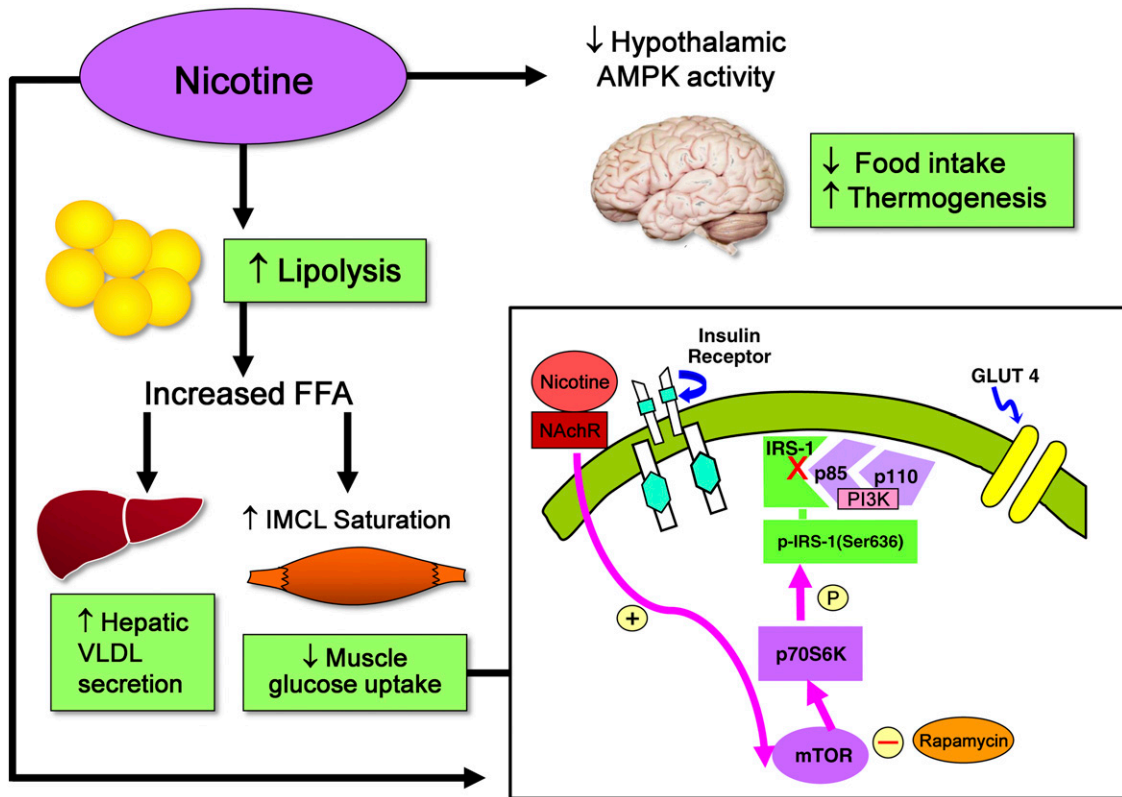 Nicotine
↓ Hypothalamic
AMPK activity
↓ Food intake
↑ Thermogenesis
↑ Lipolysis
Increased FFA
↑ IMCL Saturation
↑ Hepatic
VLDL
secretion
↓ Muscle
glucose uptake
Insulin
Receptor
Nicotine
NAchR
GLUT 4
IRS-1
X
p85
p110
PI3K
p-IRS-1(Ser636)
P
+
p70S6K
mTOR
−
Rapamycin